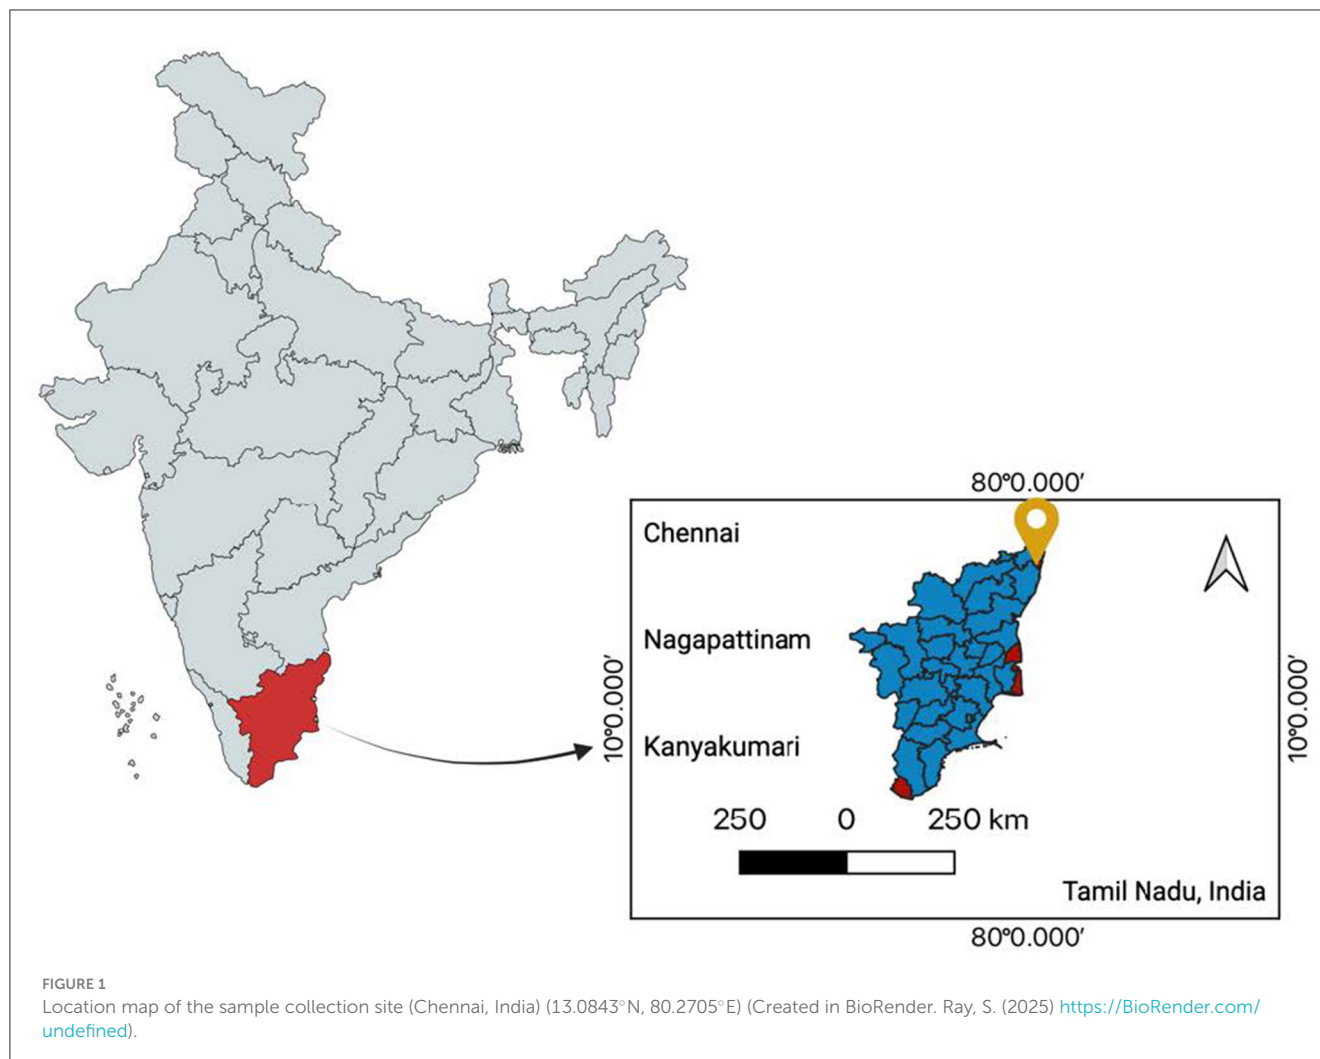 80°0.000′
Chennai
Nagapattinam
10°0.000′
10°0.000′
Kanyakumari
250 0 250 km
Tamil Nadu, India
80°0.000′
FIGURE 1
Location map of the sample collection site (Chennai, India) (13.0843°N, 80.2705°E) (Created in BioRender. Ray, S. (2025) https://BioRender.com/
undefined).